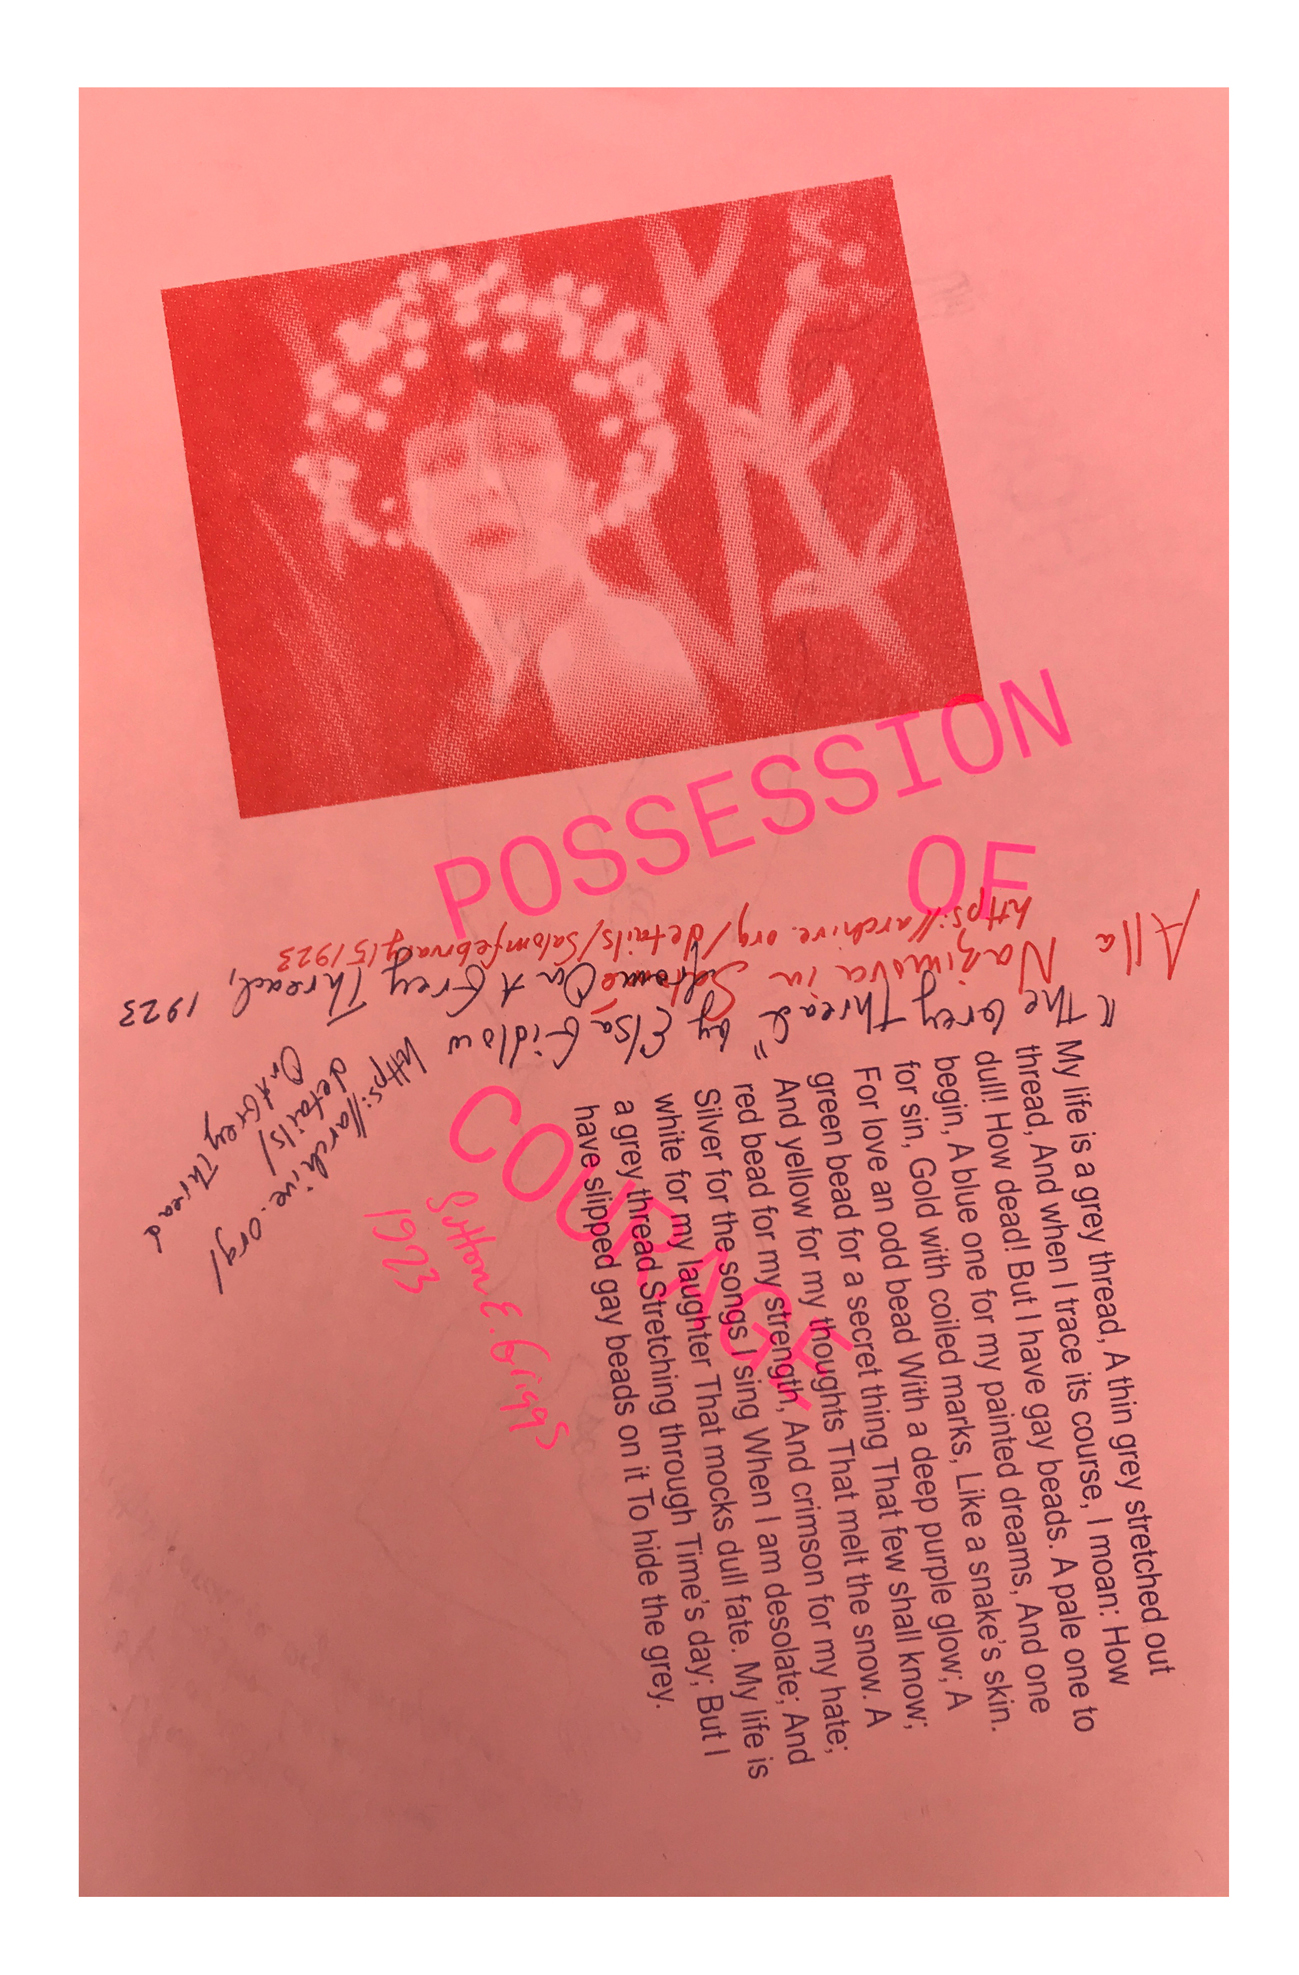 POSSESSION
OF
COURAGE
Alla
Nazimova in Salomé,
https://archive.org/details/salomfebruary151923
"The Grey Thread" by Elsa Gidlow
from On A Grey Thread, 1923
https://archive.org/
details/
OnAGreyThread
Sutton E. Griggs
1923
My life is a grey thread, A thin grey stretched out
thread, And when I trace its course, I moan: How
dull! How dead! But I have gay beads. A pale one to
begin, A blue one for my painted dreams, And one
for sin, Gold with coiled marks, Like a snake's skin.
For love an odd bead With a deep purple glow; A
green bead for a secret thing That few shall know;
And yellow for my thoughts That melt the snow. A
red bead for my strength, And crimson for my hate;
Silver for the songs I sing When I am desolate; And
white for my laughter That mocks dull fate. My life is
a grey thread Stretching through Time's day; But I
have slipped gay beads on it To hide the grey.